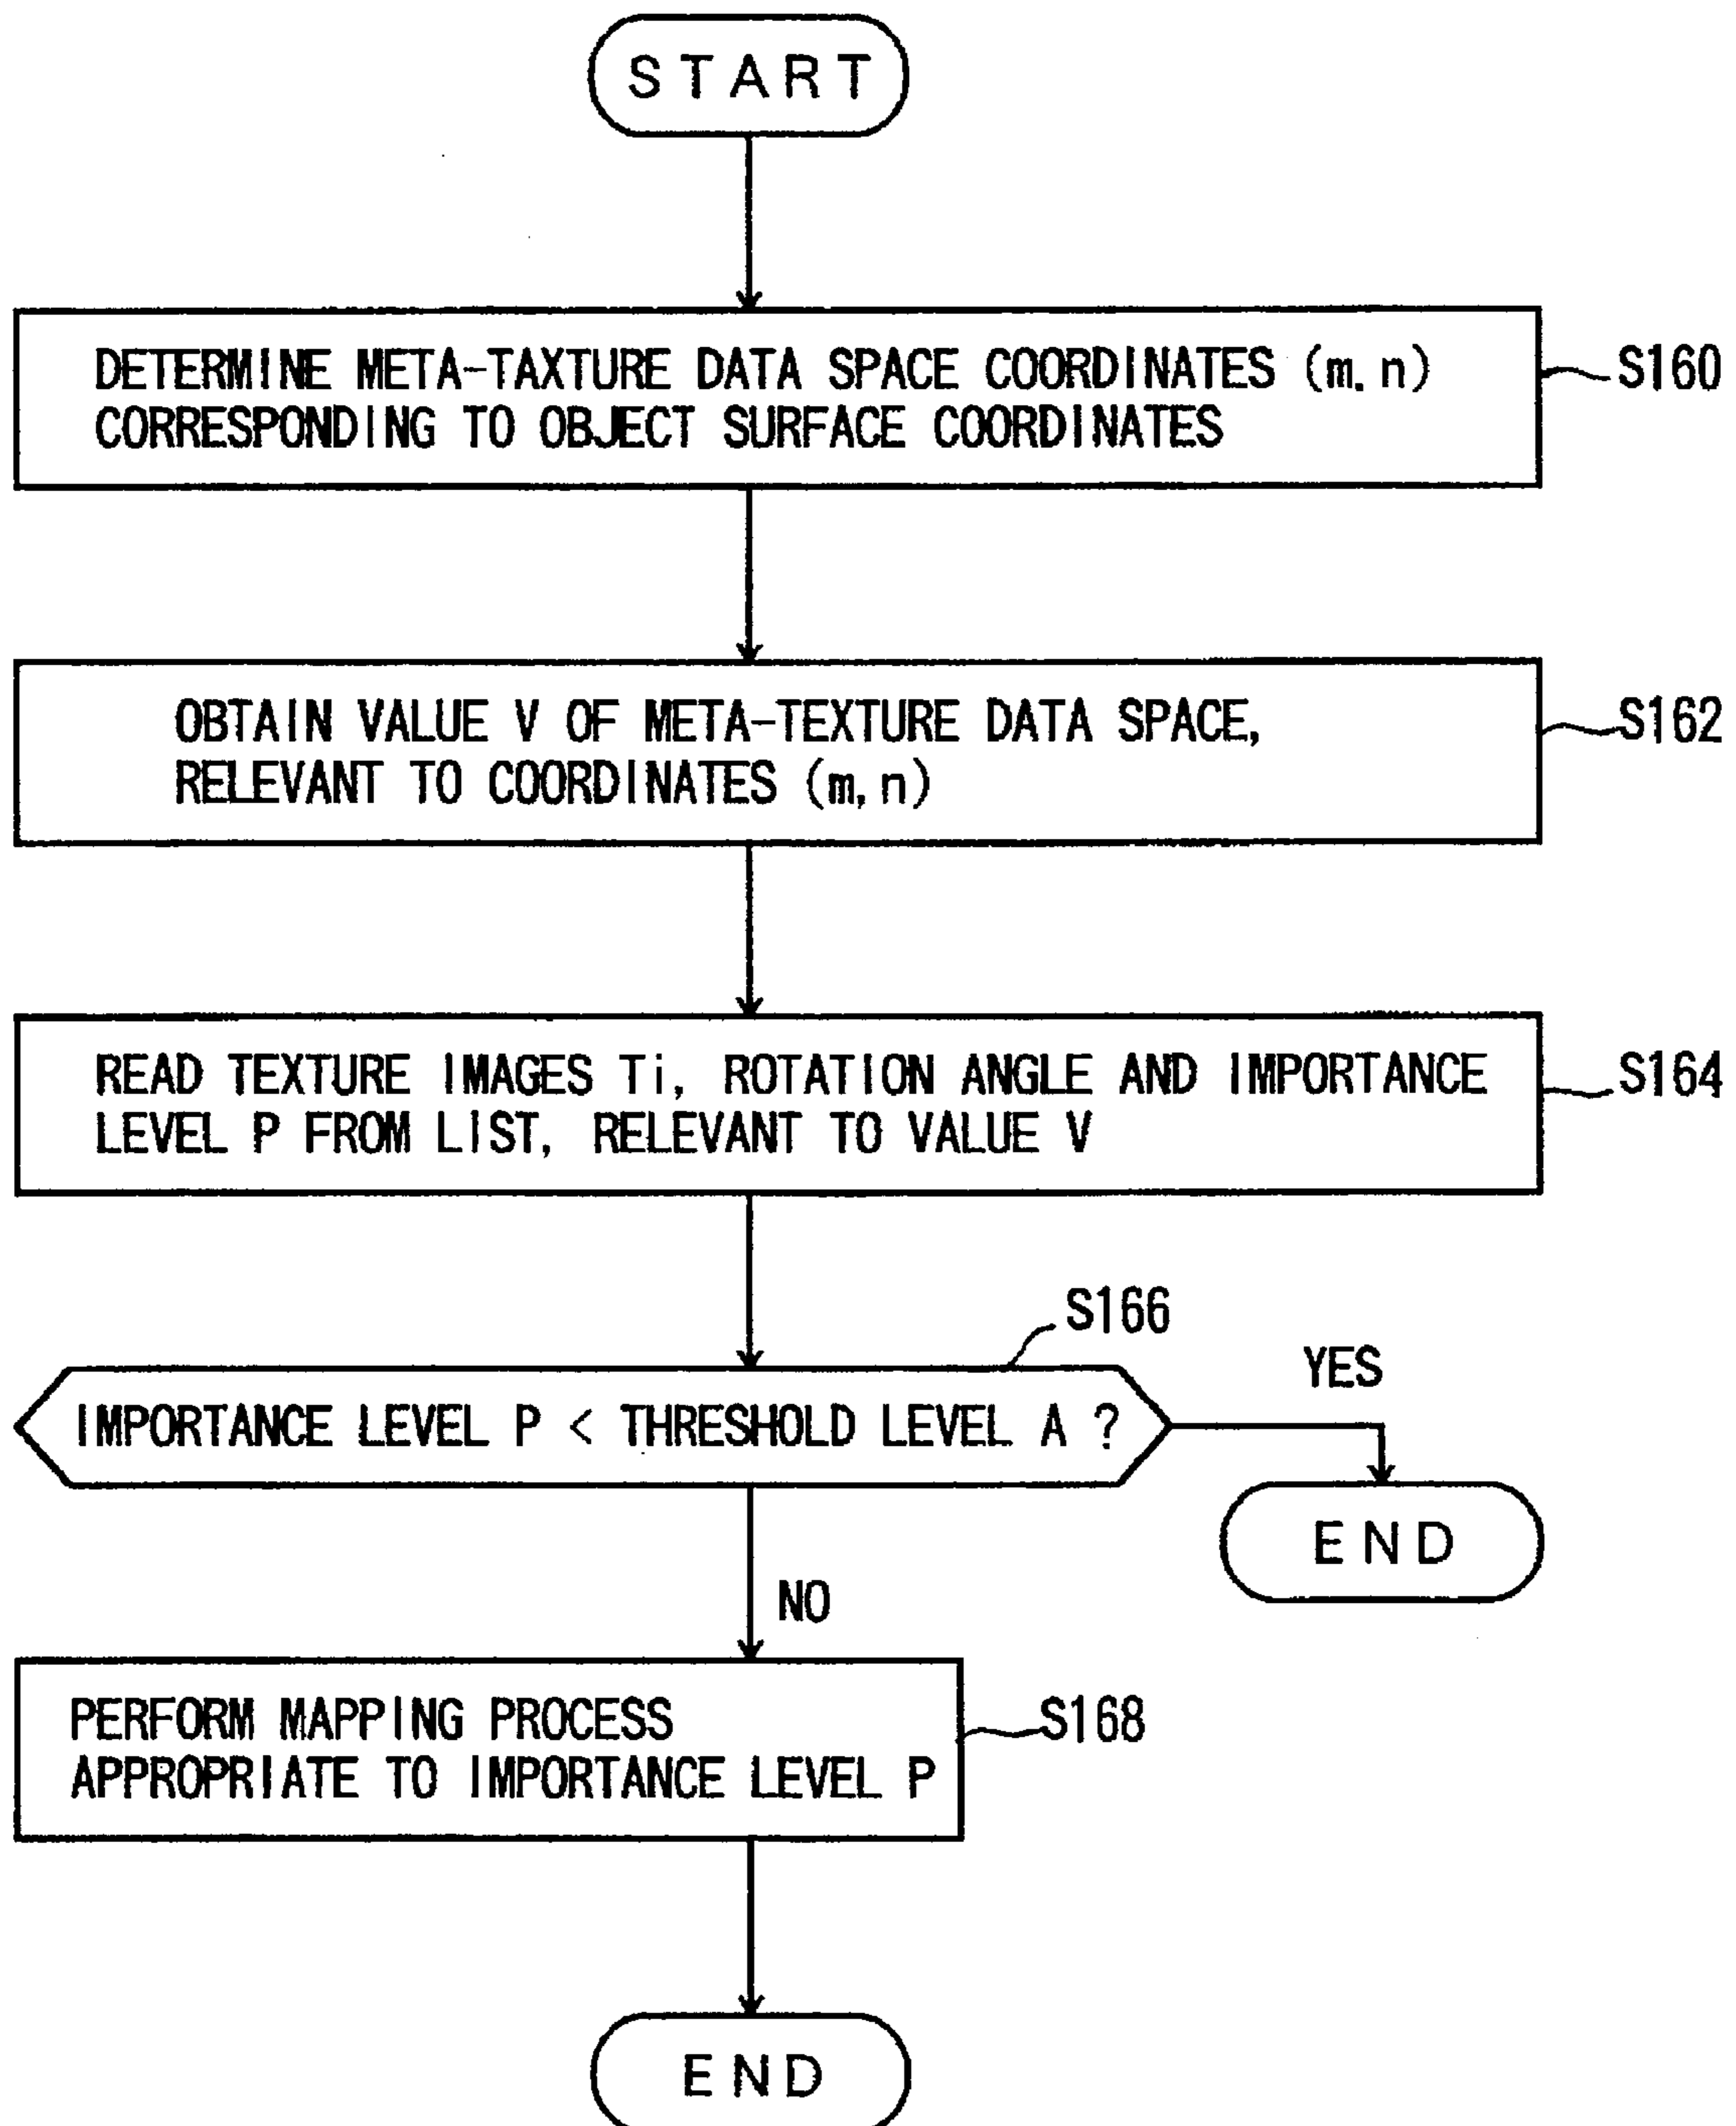 START
DETERMINE META-TAXTURE DATA SPACE COORDINATES (m.n)
CORRESPONDING TO OBJECT SURFACE COORDINATES
S160
OBTAIN VALUE V OF META-TEXTURE DATA SPACE,
RELEVANT TO COORDINATES (m,n)
S162
READ TEXTURE IMAGES Ti, ROTATION ANGLE AND IMPORTANCE
LEVEL P FROM LIST, RELEVANT TO VALUE V
S164
S166
IMPORTANCE LEVEL P < THRESHOLD LEVEL A ?
YES
END
NO
PERFORM MAPPING PROCESS
APPROPRIATE TO IMPORTANCE LEVEL P
S168
END